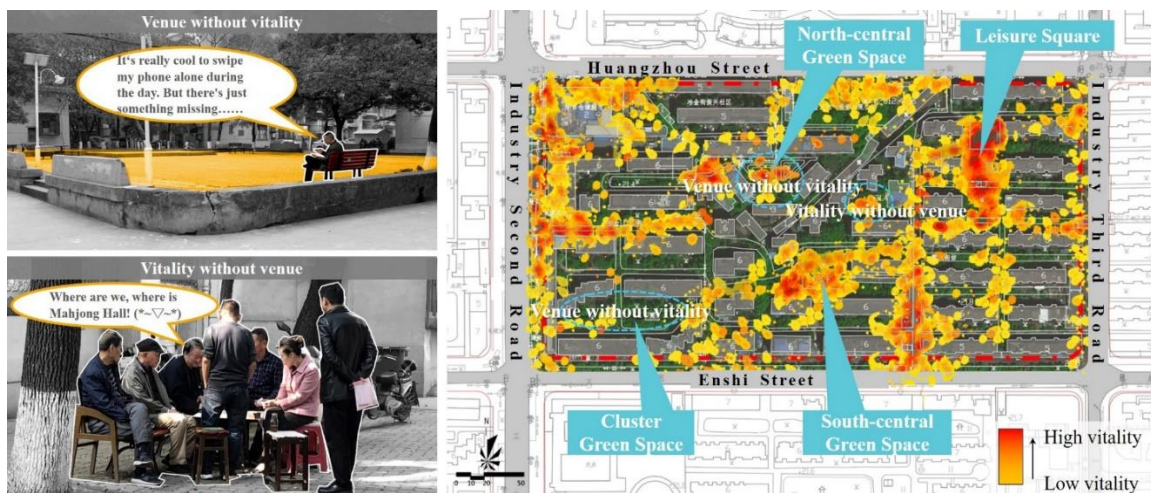 Venue without vitality
It's really cool to swipe
my phone alone during
the day. But there's just
something missing……
Vitality without venue
Where are we, where is
Mahjong Hall! (*~▽~*)
North-central
Green Space
Leisure Square
Huangzhou Street
Industry Second Road
Industry Third Road
Venue without vitality
Vitality without venue
Venue without vitality
Enshi Street
Cluster
Green Space
South-central
Green Space
N
0 10 20 50
High vitality
Low vitality